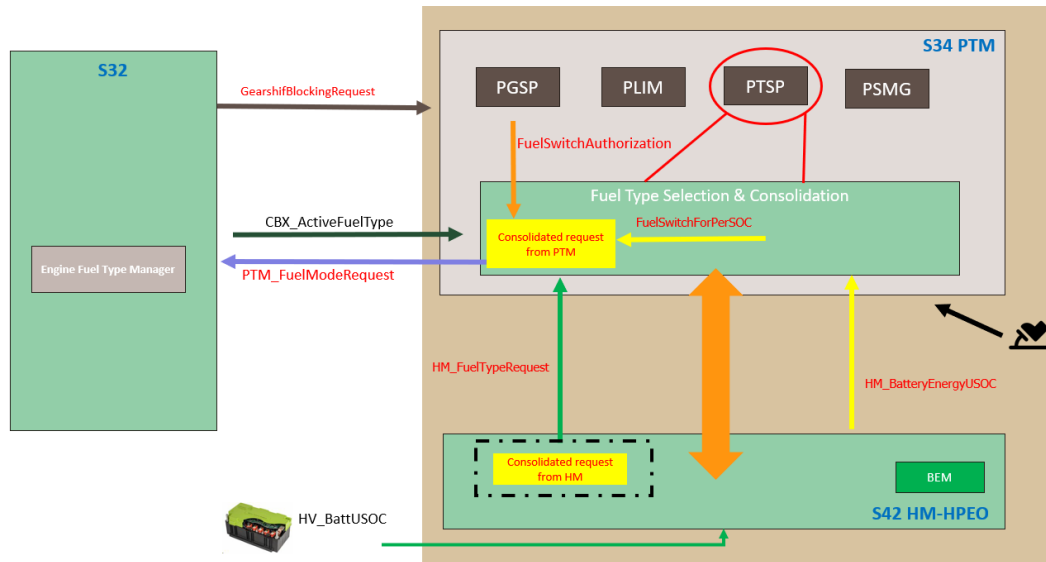 S32
S34 PTM
GearshifBlockingRequest
PGSP
PLIM
PTSP
PSMG
FuelSwitchAuthorization
Fuel Type Selection & Consolidation
CBX_ActiveFuelType
Consolidated request
from PTM
FuelSwitchForPerSOC
Engine Fuel Type Manager
PTM_FuelModeRequest
HM_FuelTypeRequest
HM_BatteryEnergyUSOC
Consolidated request
from HM
BEM
S42 HM-HPEO
HV_BattUSOC